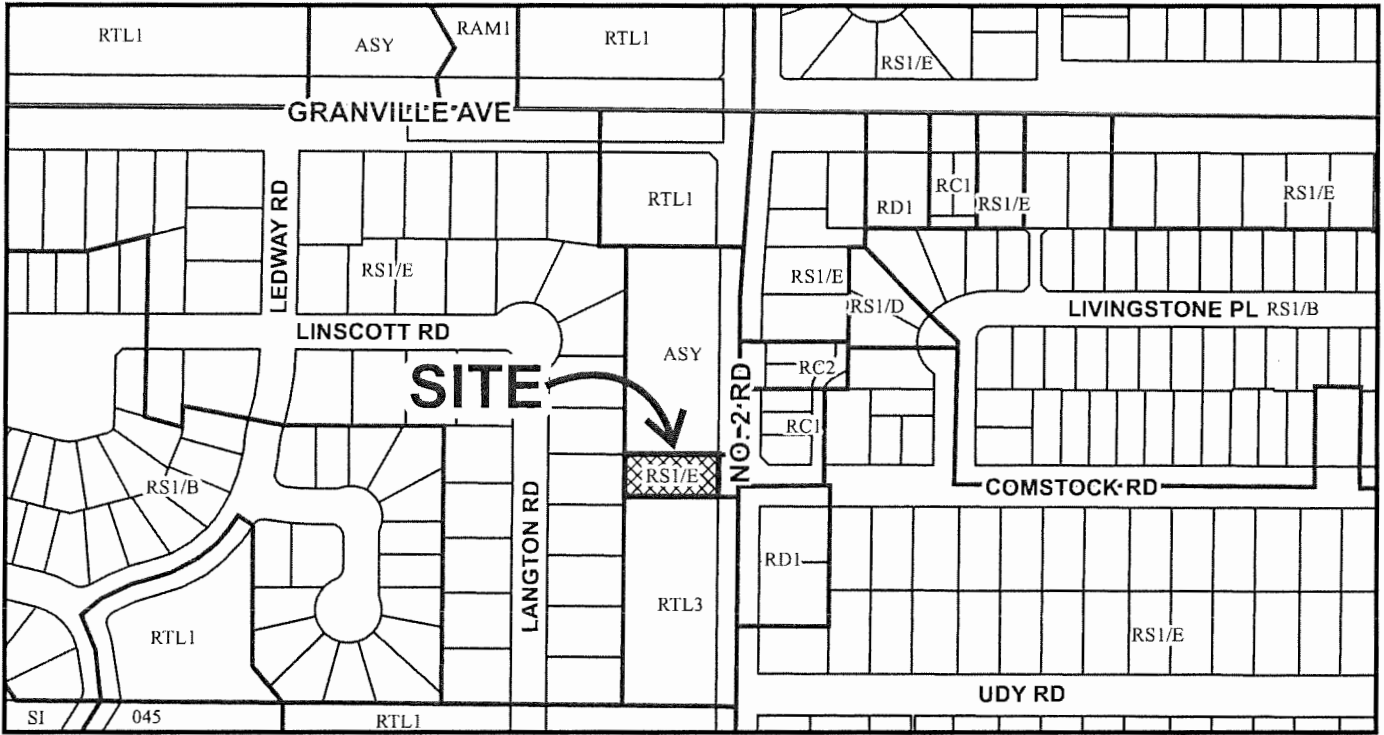 RTL1
ASY
RAM1
RTL1
RS1/E
GRANVILLE AVE
RTL1
RD1
RC1
RS1/E
RS1/E
LEDWAY RD
RS1/E
RS1/E
RS1/D
LIVINGSTONE PL
RS1/B
LINSCOTT RD
ASY
NO. 2 RD
RC2
SITE
RC1
RS1/B
RS1/E
COMSTOCK RD
LANGTON RD
RD1
RTL3
RTL1
RS1/E
UDY RD
SI
045
RTL1